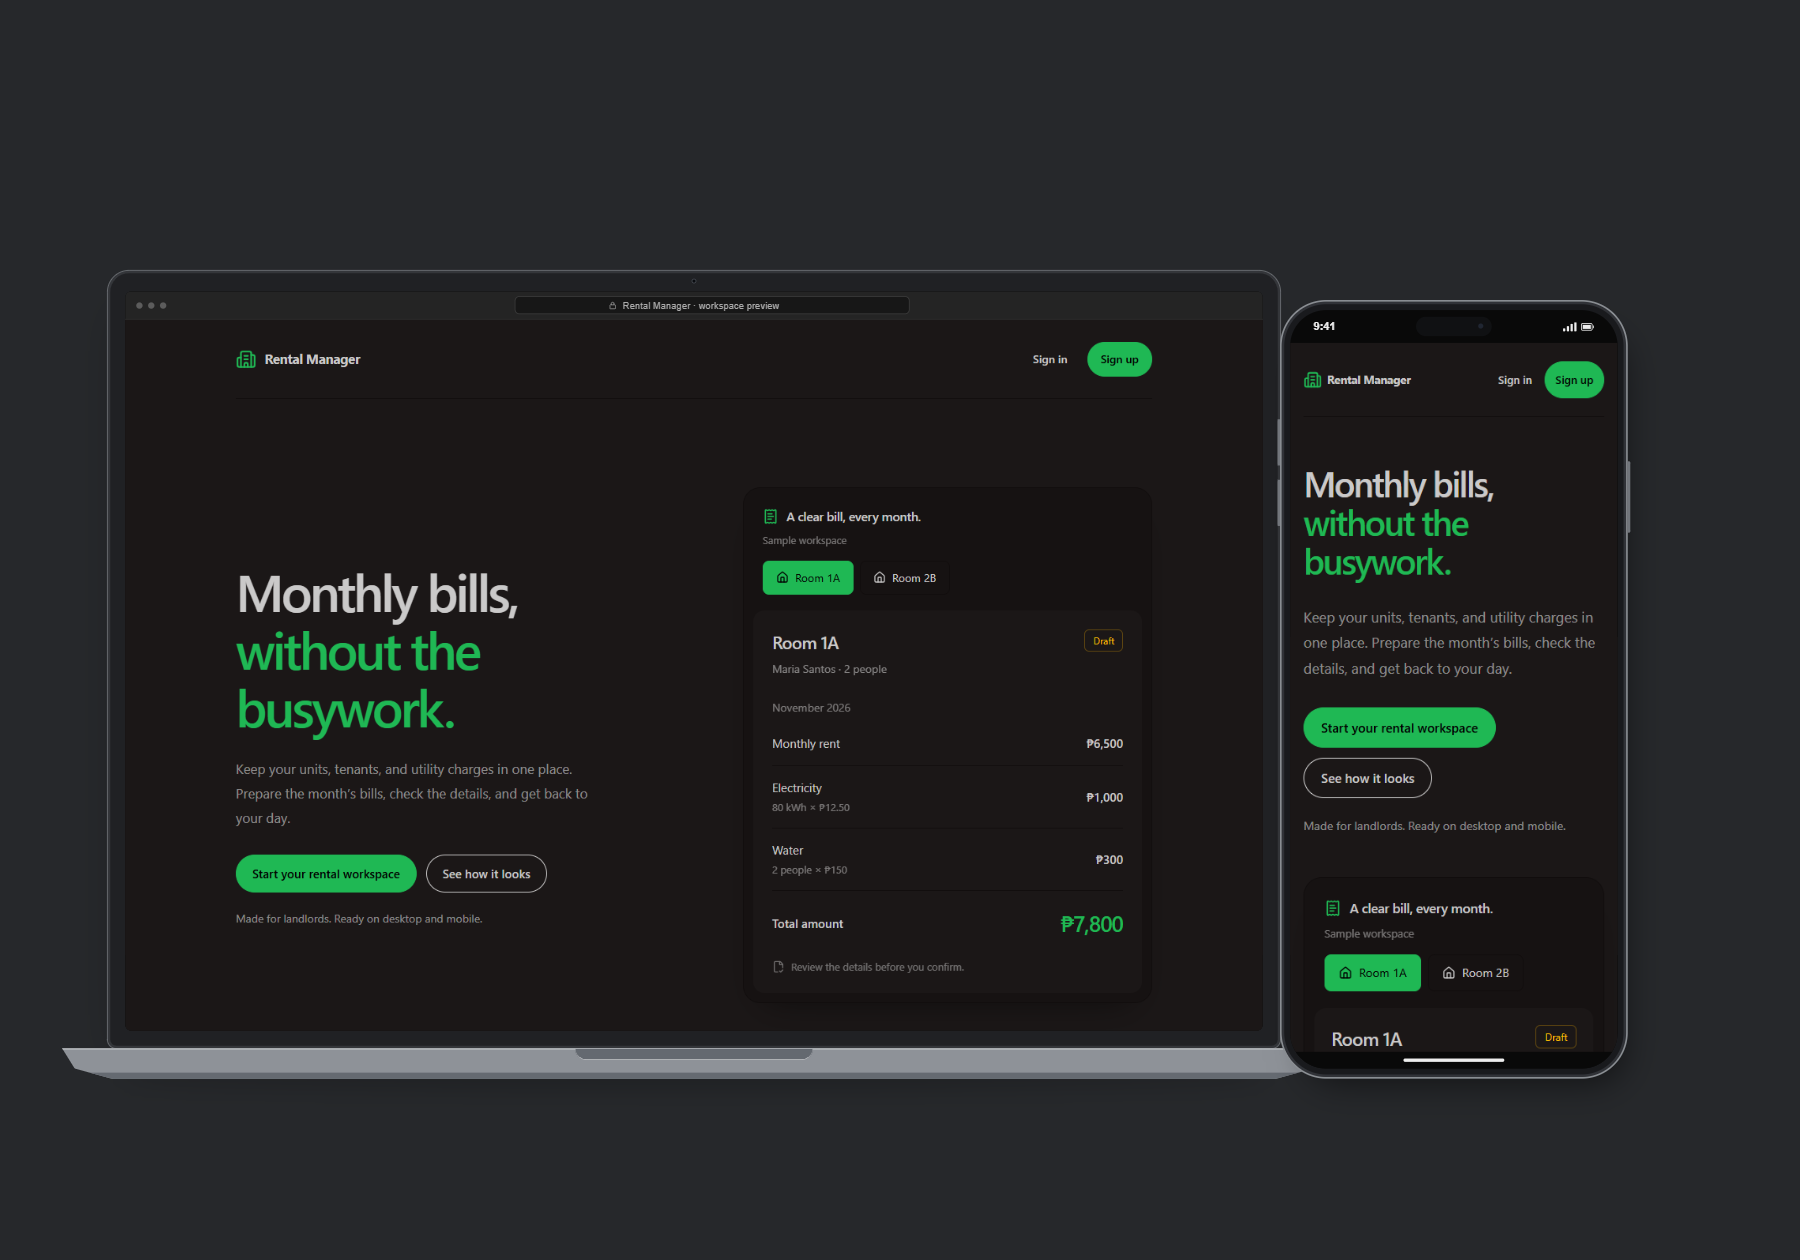 Rental Manager · workspace preview
Rental Manager
Sign in
Sign up
Monthly bills,
without the
busywork.
Keep your units, tenants, and utility charges in one place.
Prepare the month's bills, check the details, and get back to
your day.
Start your rental workspace
See how it looks
Made for landlords. Ready on desktop and mobile.
A clear bill, every month.
Sample workspace
Room 1A
Room 2B
Room 1A
Draft
Maria Santos · 2 people
November 2026
Monthly rent
₱6,500
Electricity
₱1,000
80 kWh × ₱12.50
Water
₱300
2 people × ₱150
Total amount
₱7,800
Review the details before you confirm.
9:41
Rental Manager
Sign in
Sign up
Monthly bills,
without the
busywork.
Keep your units, tenants, and utility charges in
one place. Prepare the month's bills, check the
details, and get back to your day.
Start your rental workspace
See how it looks
Made for landlords. Ready on desktop and mobile.
A clear bill, every month.
Sample workspace
Room 1A
Room 2B
Room 1A
Draft